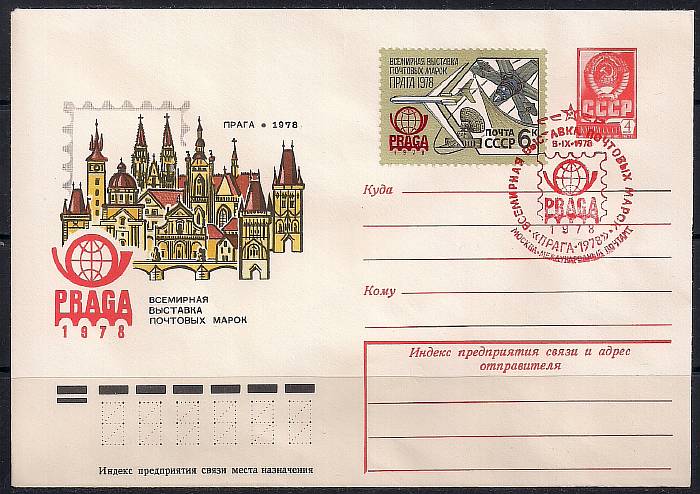 ПРАГА • 1978
PRAGA
1978
ВСЕМИРНАЯ
ВЫСТАВКА
ПОЧТОВЫХ МАРОК
ВСЕМИРНАЯ ВЫСТАВКА
ПОЧТОВЫХ МАРОК
ПРАГА 1978
PRAGA
1978
ПОЧТА
СССР
6к
СССР
4
ВСЕМИРНАЯ ВЫСТАВКА ПОЧТОВЫХ МАРОК
8-IX-1978
PRAGA
1978
«ПРАГА-1978»
МОСКВА-МЕЖДУНАРОДНЫЙ ПОЧТАМТ
Куда
Кому
Индекс предприятия связи и адрес
отправителя
Индекс предприятия связи места назначения